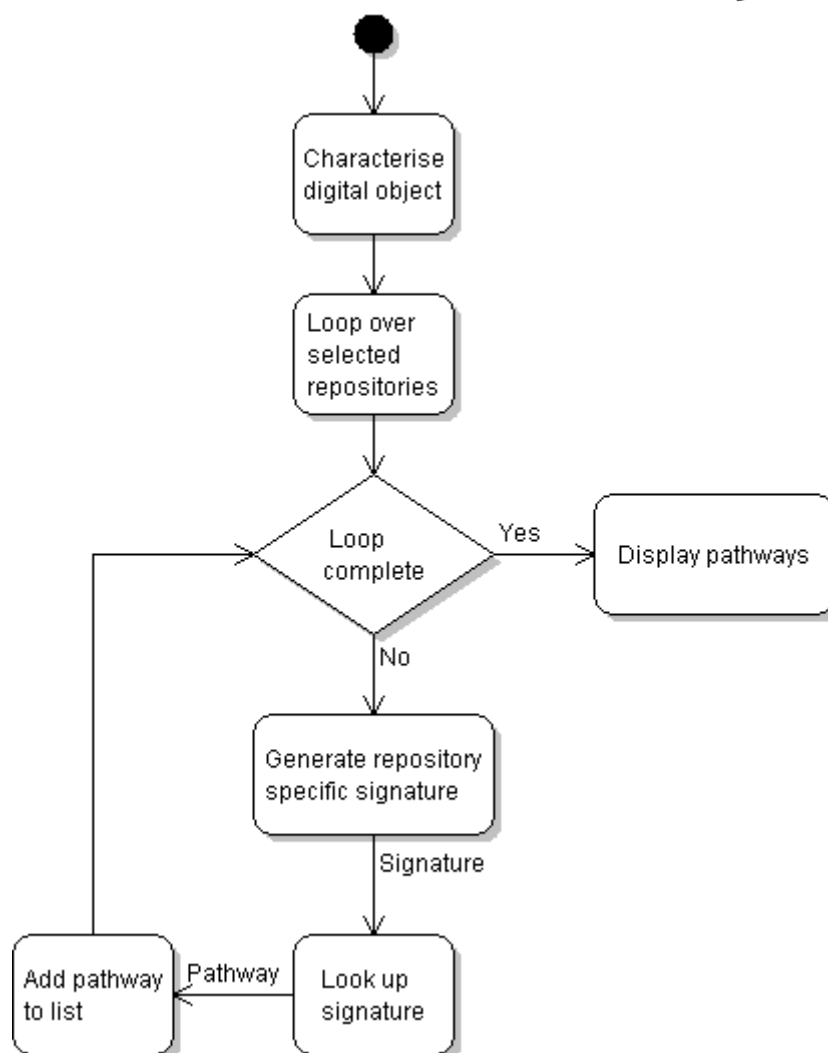 Characterise
digital object
Loop over
selected
repositories
Loop
complete
Yes
Display pathways
No
Generate repository
specific signature
Signature
Add pathway
to list
Pathway
Look up
signature